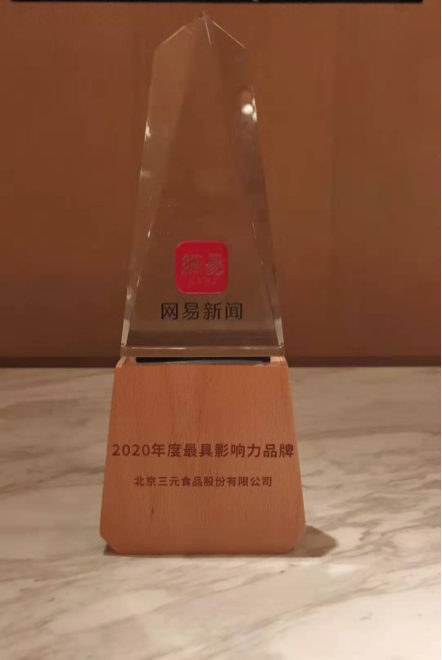 網易
网易新闻
2020年度最具影响力品牌
北京三元食品股份有限公司